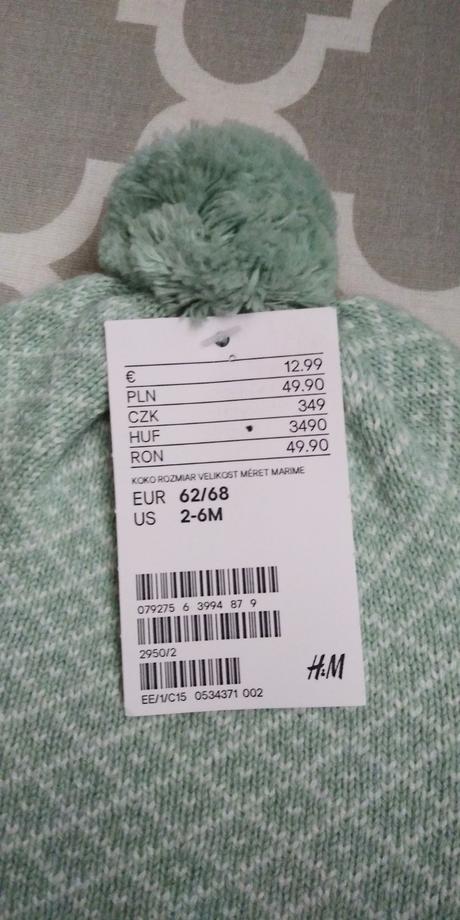 € 12.99
PLN 49.90
CZK 349
HUF 3490
RON 49.90
KOKO ROZMIAR VELIKOST MÉRET MARIME
EUR 62/68
US 2-6M
079275 6 3994 87 9
2950/2
H&M
EE/1/C15 0534371 002